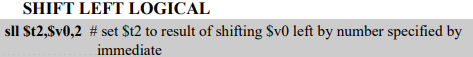 SHIFT LEFT LOGICAL
sll $t2,$v0,2 # set $t2 to result of shifting $v0 left by number specified by
immediate